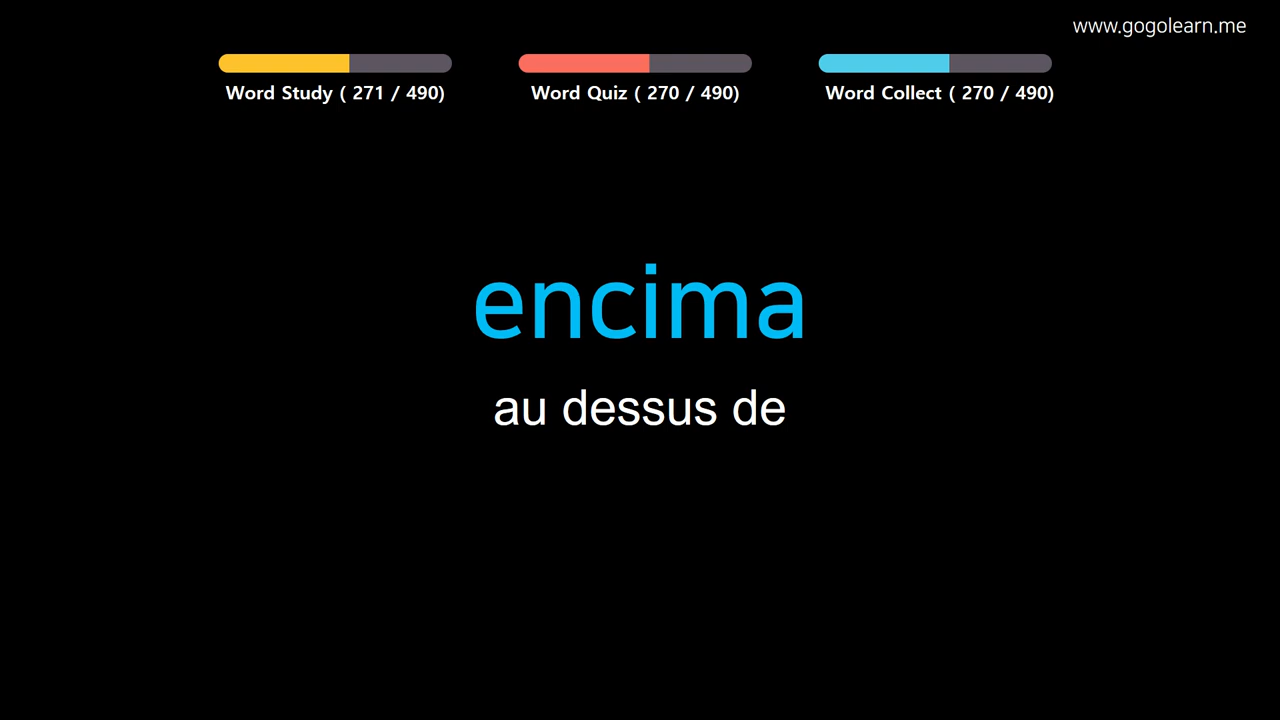 www.gogolearn.me
Word Study ( 271 / 490)
Word Quiz ( 270 / 490)
Word Collect ( 270 / 490)
encima
au dessus de